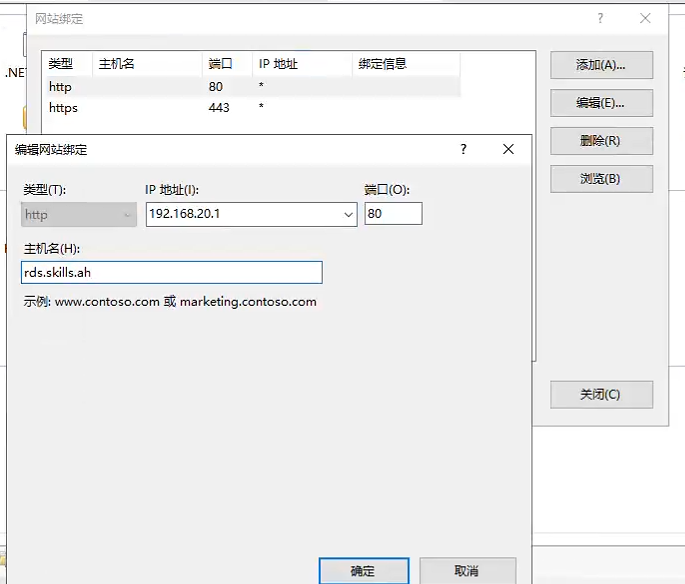 网站绑定
?
类型 主机名 端口 IP 地址 绑定信息
http 80 *
https 443 *
添加(A)...
编辑(E)...
删除(R)
浏览(B)
关闭(C)
.NE
编辑网站绑定
?
类型(T): IP 地址(I): 端口(O):
http 192.168.20.1 80
主机名(H):
rds.skills.ah
示例: www.contoso.com 或 marketing.contoso.com
确定 取消